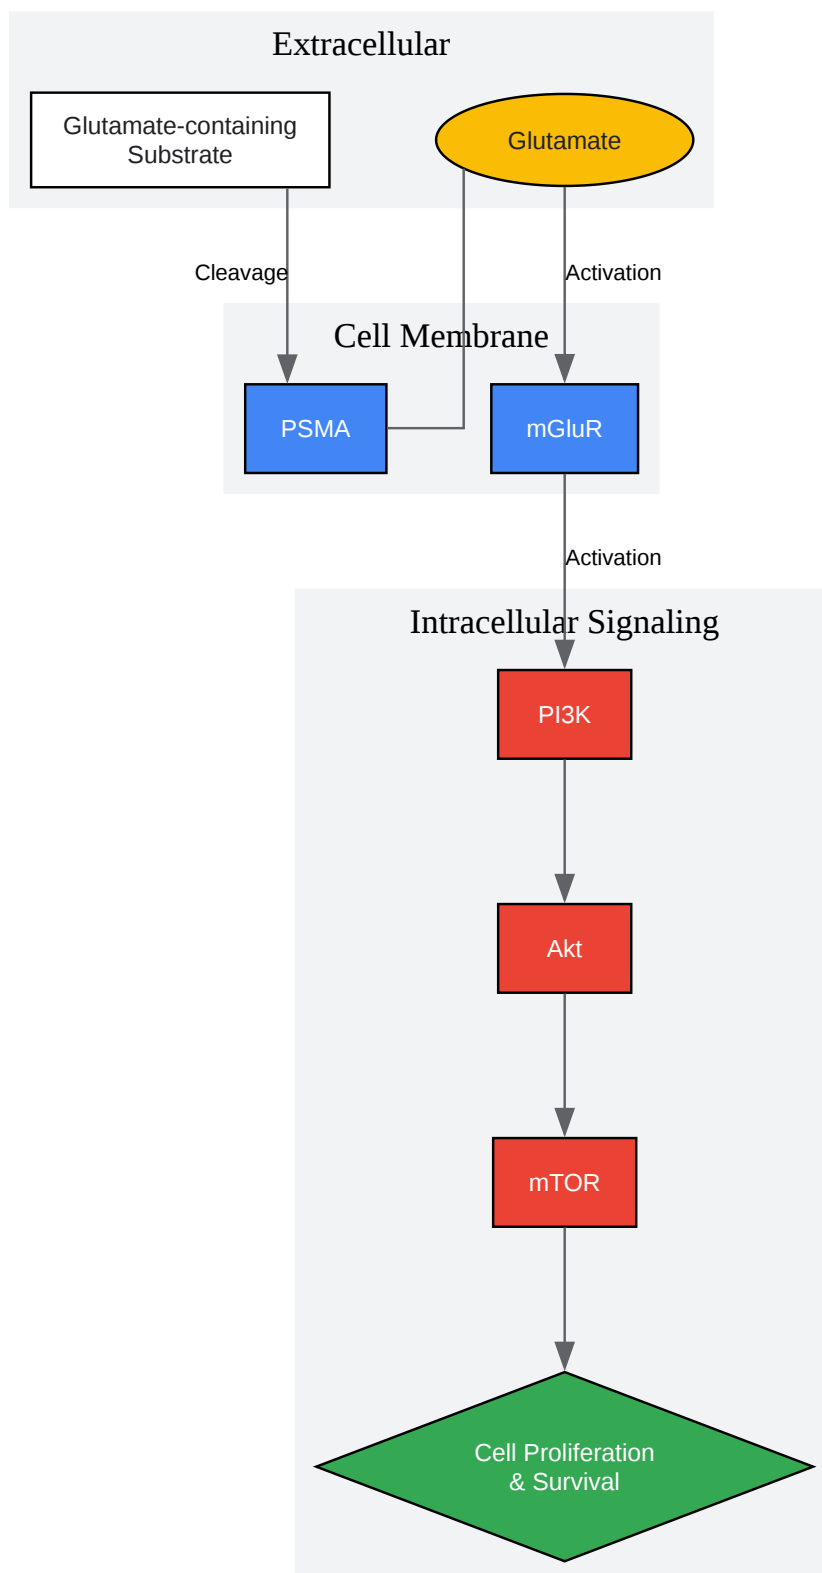 Extracellular
Glutamate-containing
Substrate
Glutamate
Cleavage
Activation
Cell Membrane
PSMA
mGluR
Activation
Intracellular Signaling
PI3K
Akt
mTOR
Cell Proliferation
& Survival